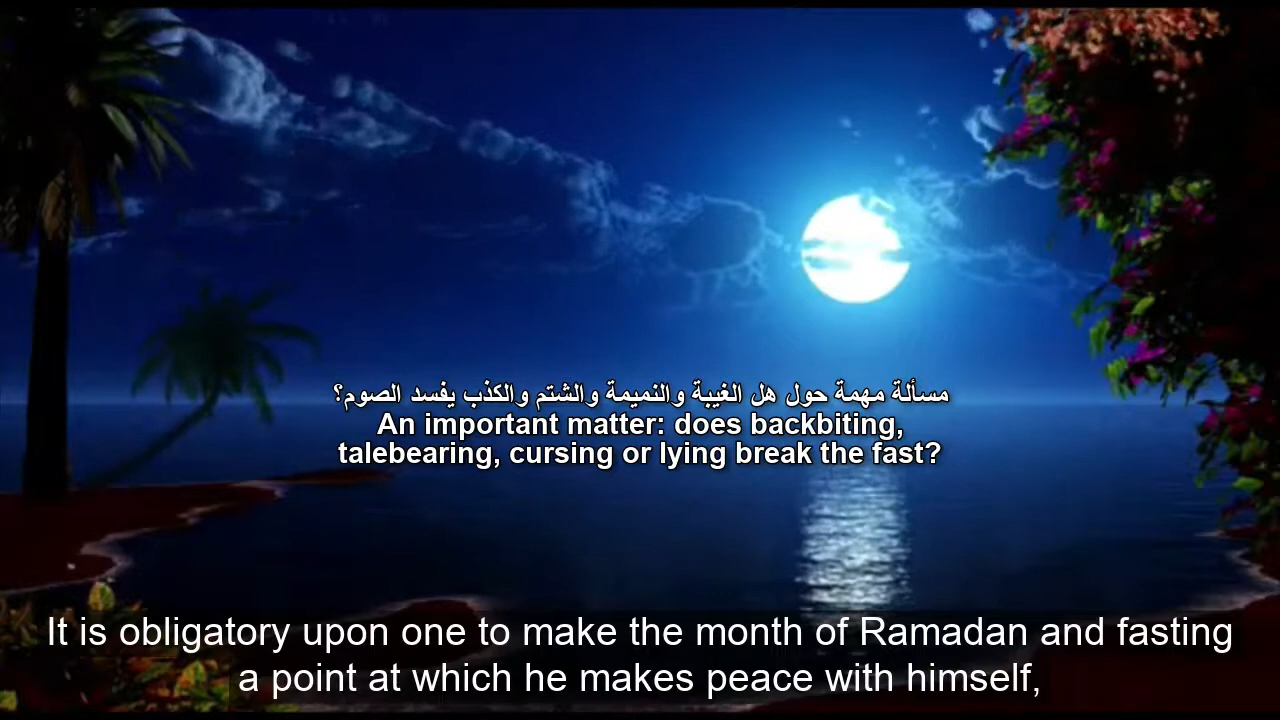 مسألة مهمة حول هل الغيبة والنميمة والشتم والكذب يفسد الصوم؟
An important matter: does backbiting,
talebearing, cursing or lying break the fast?
It is obligatory upon one to make the month of Ramadan and fasting
a point at which he makes peace with himself,